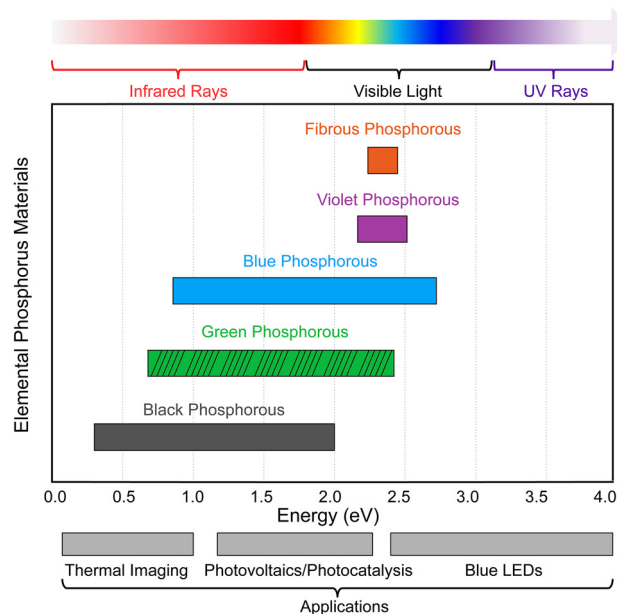 Infrared Rays
Visible Light
UV Rays
Elemental Phosphorus Materials
Fibrous Phosphorous
Violet Phosphorous
Blue Phosphorous
Green Phosphorous
Black Phosphorous
0.0 0.5 1.0 1.5 2.0 2.5 3.0 3.5 4.0
Energy (eV)
Thermal Imaging
Photovoltaics/Photocatalysis
Blue LEDs
Applications